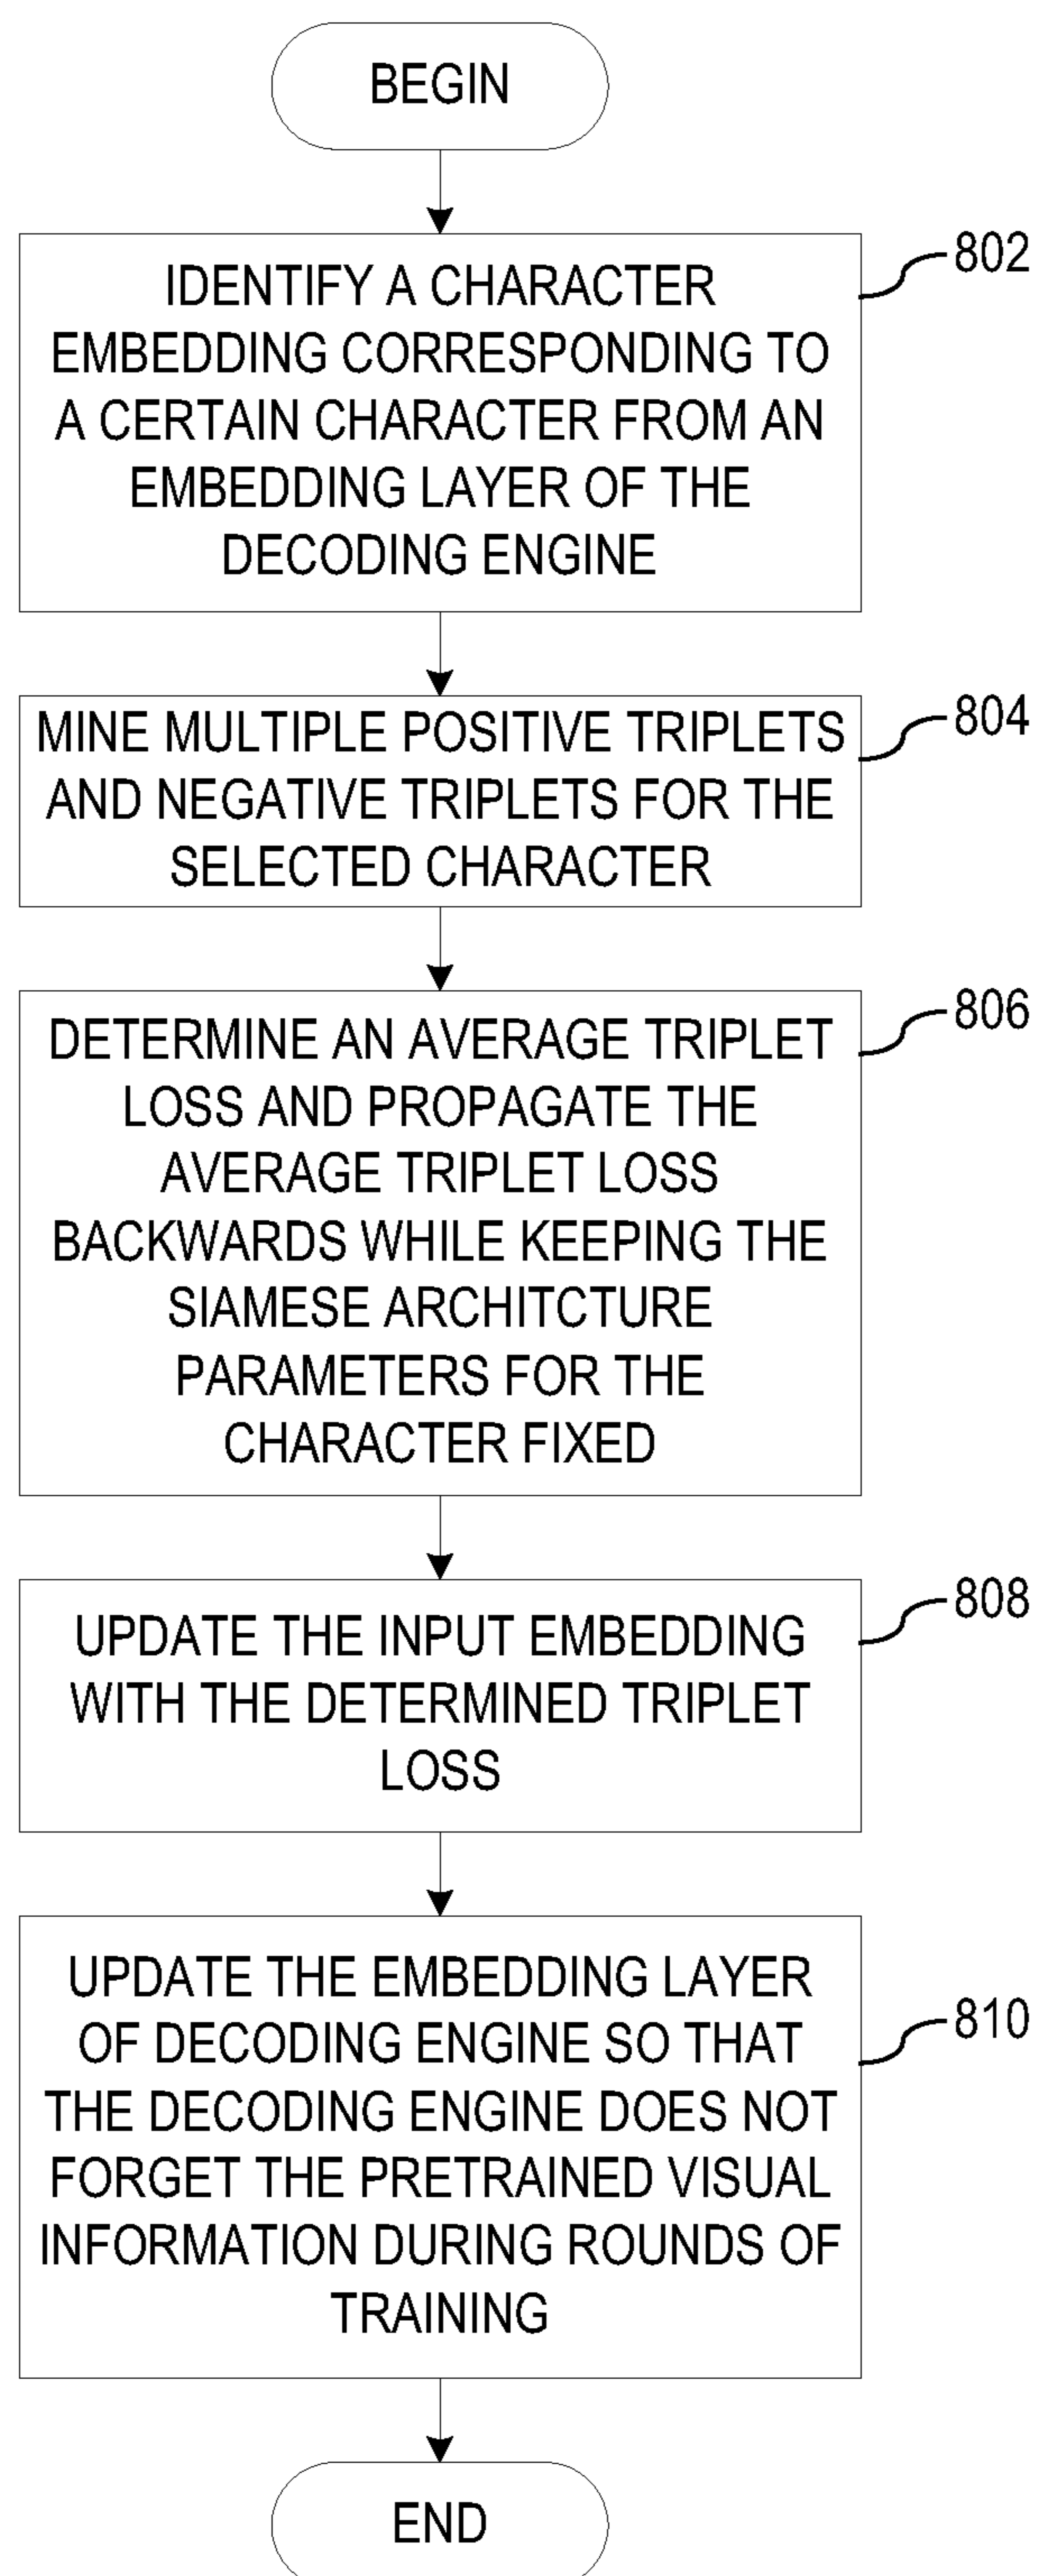 BEGIN
802
IDENTIFY A CHARACTER
EMBEDDING CORRESPONDING TO
A CERTAIN CHARACTER FROM AN
EMBEDDING LAYER OF THE
DECODING ENGINE
804
MINE MULTIPLE POSITIVE TRIPLETS
AND NEGATIVE TRIPLETS FOR THE
SELECTED CHARACTER
806
DETERMINE AN AVERAGE TRIPLET
LOSS AND PROPAGATE THE
AVERAGE TRIPLET LOSS
BACKWARDS WHILE KEEPING THE
SIAMESE ARCHITCTURE
PARAMETERS FOR THE
CHARACTER FIXED
808
UPDATE THE INPUT EMBEDDING
WITH THE DETERMINED TRIPLET
LOSS
810
UPDATE THE EMBEDDING LAYER
OF DECODING ENGINE SO THAT
THE DECODING ENGINE DOES NOT
FORGET THE PRETRAINED VISUAL
INFORMATION DURING ROUNDS OF
TRAINING
END